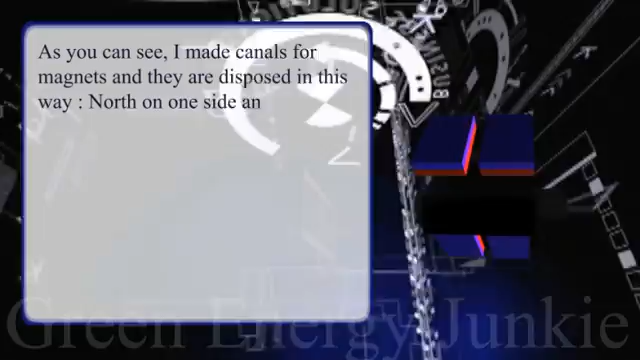 As you can see, I made canals for
magnets and they are disposed in this
way : North on one side an
Green Energy Junkie